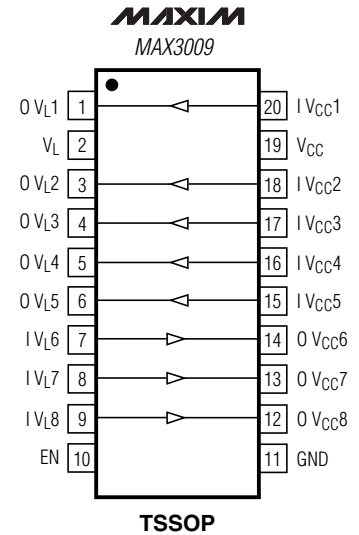 MAXIM
MAX3009
O VL1 1 20 I VCC1
VL 2 19 VCC
O VL2 3 18 I VCC2
O VL3 4 17 I VCC3
O VL4 5 16 I VCC4
O VL5 6 15 I VCC5
I VL6 7 14 O VCC6
I VL7 8 13 O VCC7
I VL8 9 12 O VCC8
EN 10 11 GND
TSSOP